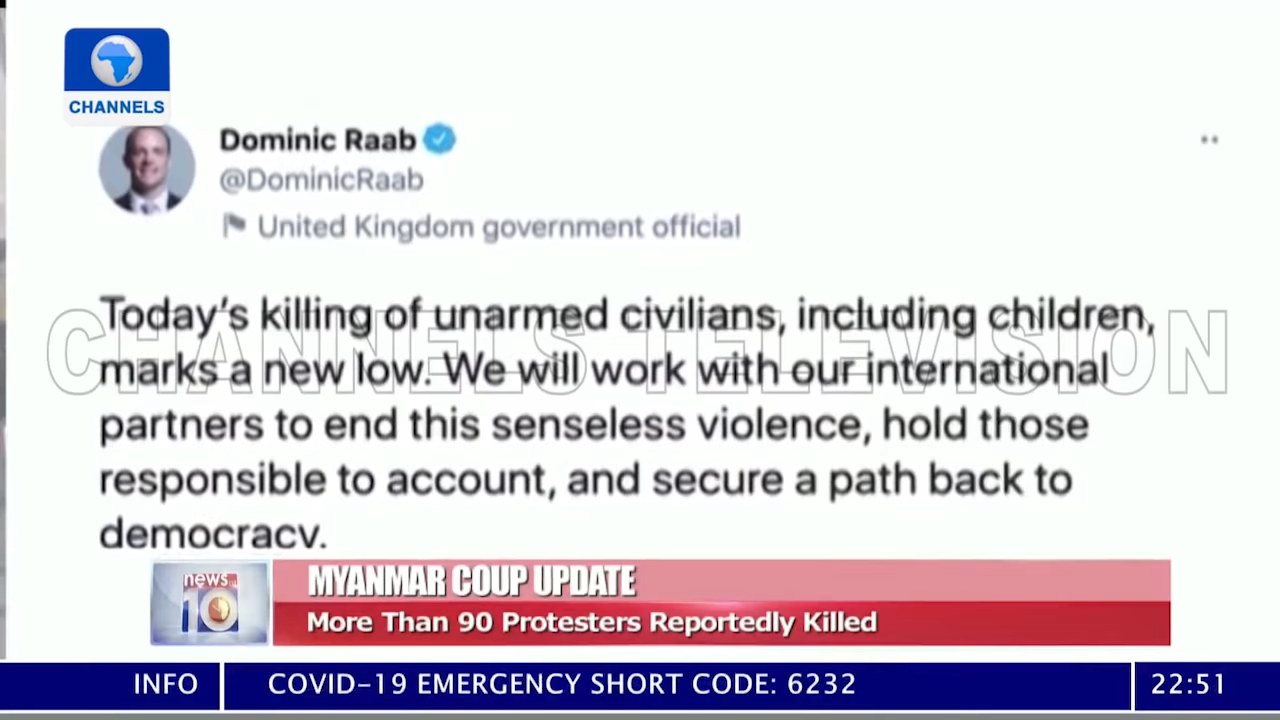 CHANNELS
Dominic Raab
@DominicRaab
United Kingdom government official
Today's killing of unarmed civilians, including children,
marks a new low. We will work with our international
partners to end this senseless violence, hold those
responsible to account, and secure a path back to
democracy.
CHANNELS TELEVISION
news
10
MYANMAR COUP UPDATE
More Than 90 Protesters Reportedly Killed
INFO
COVID-19 EMERGENCY SHORT CODE: 6232
22:51